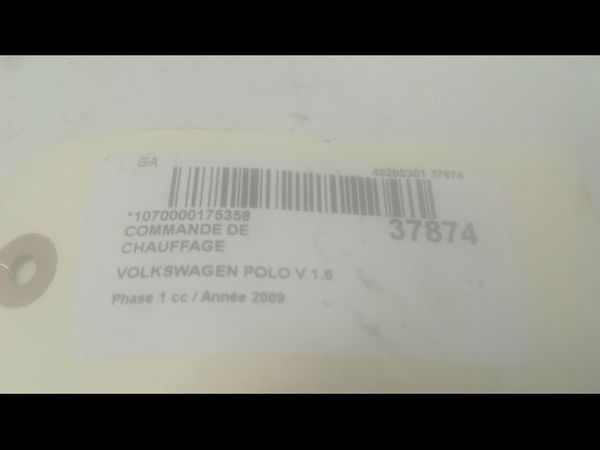 GA
40200301 37874
*1070000175358
37874
COMMANDE DE
CHAUFFAGE
VOLKSWAGEN POLO V 1.6
Phase 1 cc / Année 2009